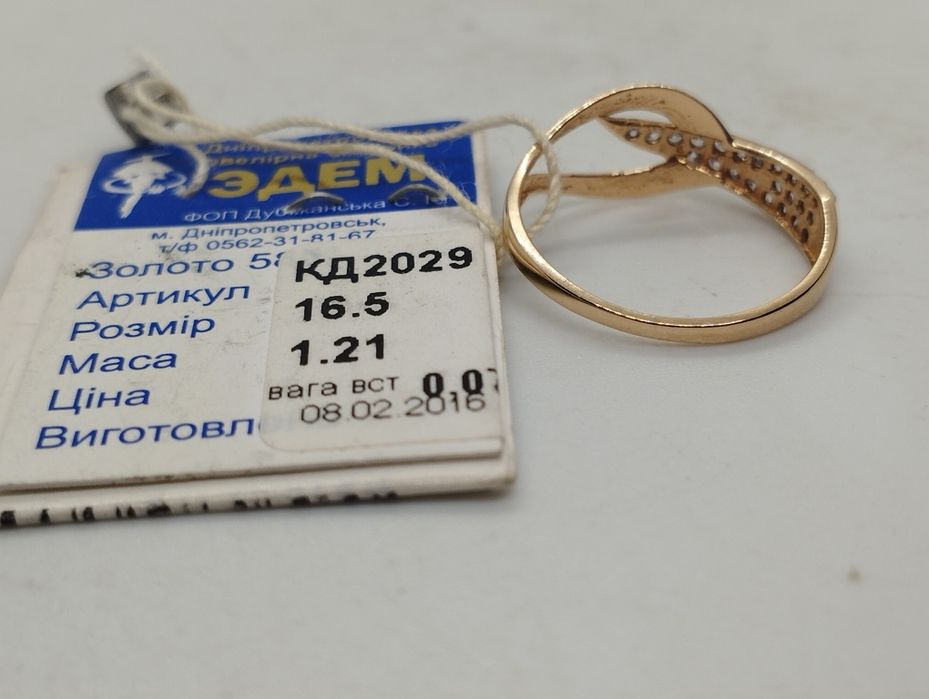 ЭДЕМ
ФОП
м. Дніпропетровськ,
т/ф 0562-31-81-67
Золото
Артикул КД2029
Розмір 16.5
Маса 1.21
Ціна вага вст
08.02.2016